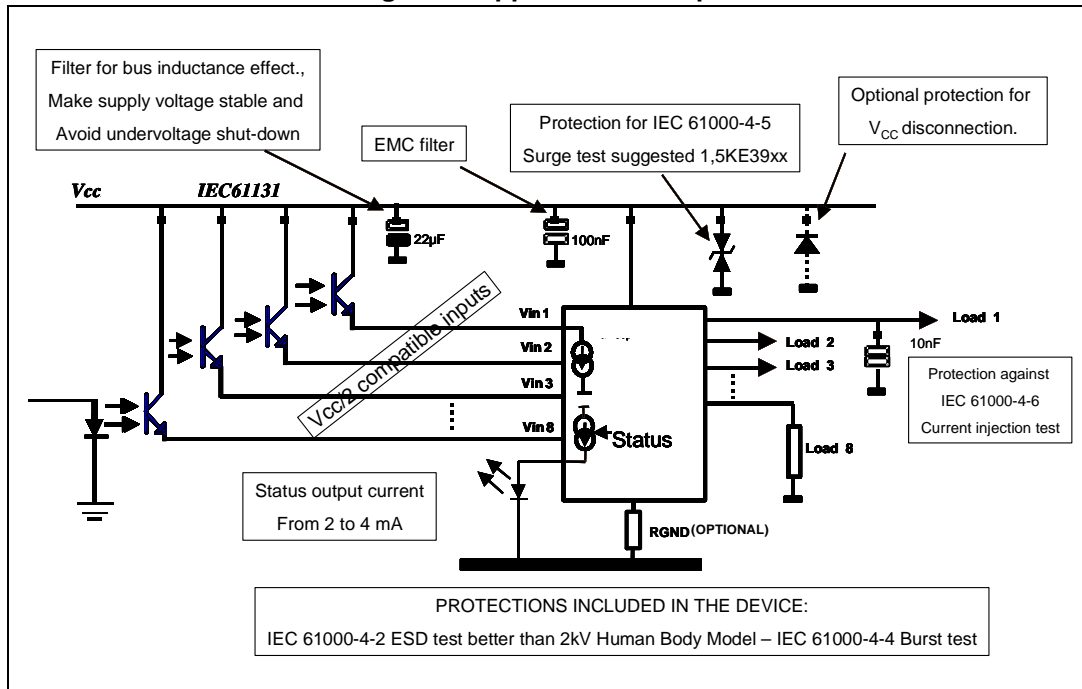 Filter for bus inductance effect.,
Make supply voltage stable and
Avoid undervoltage shut-down
EMC filter
Protection for IEC 61000-4-5
Surge test suggested 1,5KE39xx
Optional protection for
VCC disconnection.
Vcc
IEC61131
22µF
100nF
Vcc/2 compatible inputs
Vin 1
Vin 2
Vin 3
Vin 8
Status
Load 1
Load 2
Load 3
10nF
Load 8
Protection against
IEC 61000-4-6
Current injection test
Status output current
From 2 to 4 mA
RGND (OPTIONAL)
PROTECTIONS INCLUDED IN THE DEVICE:
IEC 61000-4-2 ESD test better than 2kV Human Body Model – IEC 61000-4-4 Burst test